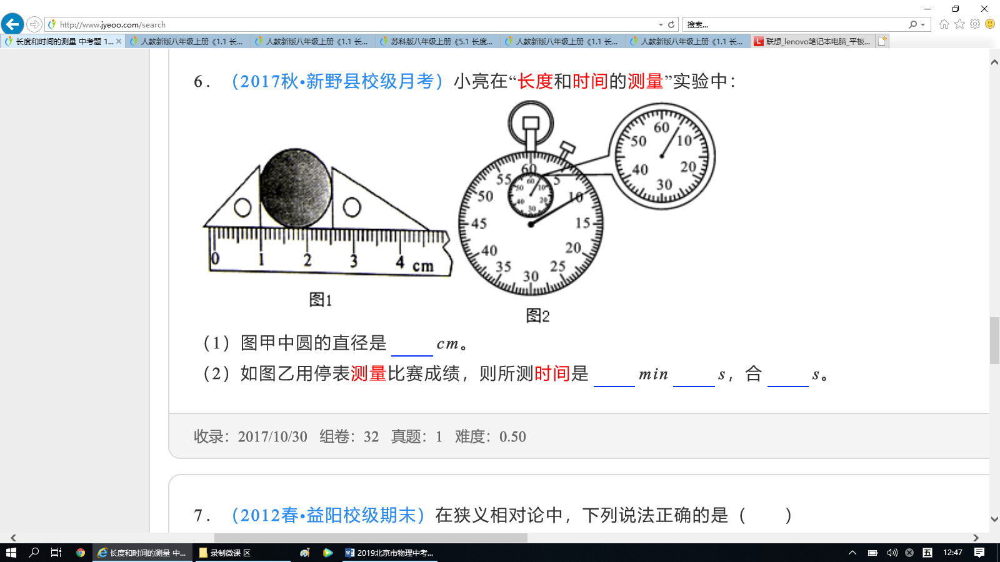 http://www.jyeoo.com/search
搜索...
长度和时间的测量 中考题 1...
人教新版八年级上册《1.1 长...
人教新版八年级上册《1.1 长...
苏科版八年级上册《5.1 长度...
人教新版八年级上册《1.1 长...
人教新版八年级上册《1.1 长...
L 联想_lenovo笔记本电脑_平板...
6．（2017秋•新野县校级月考）小亮在“长度和时间的测量”实验中：
0 1 2 3 4 cm
图1
60 5 10 15 20 25 30 35 40 45 50 55
60 10 20 30 40 50
60 10 20 30 40 50
图2
（1）图甲中圆的直径是 cm。
（2）如图乙用停表测量比赛成绩，则所测时间是 min s，合 s。
收录：2017/10/30 组卷：32 真题：1 难度：0.50
7．（2012春•益阳校级期末）在狭义相对论中，下列说法正确的是（ ）
长度和时间的测量 中...
录制微课 区
2019北京市物理中考...
五
12:47